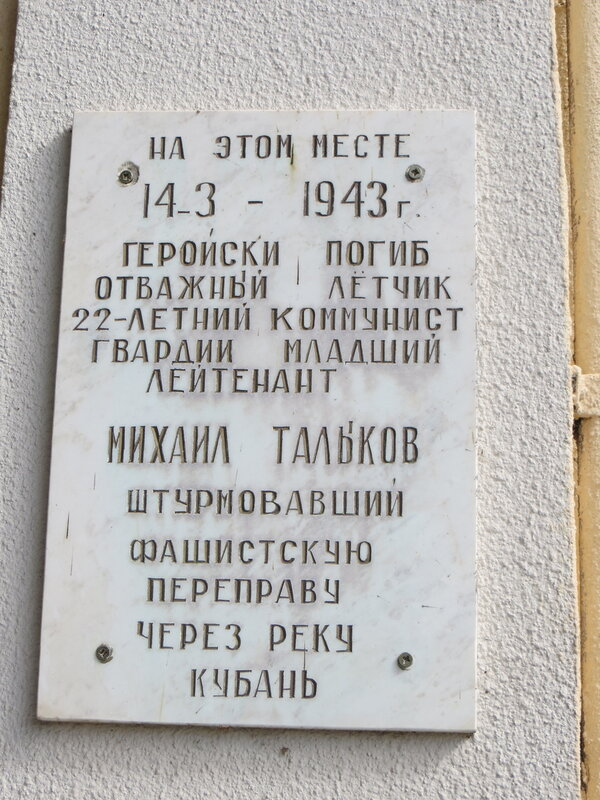 НА ЭТОМ МЕСТЕ
14-3 - 1943г.
ГЕРОЙСКИ ПОГИБ
ОТВАЖНЫЙ ЛЁТЧИК
22-ЛЕТНИЙ КОММУНИСТ
ГВАРДИИ МЛАДШИЙ
ЛЕЙТЕНАНТ
МИХАИЛ ТАЛЬКОВ
ШТУРМОВАВШИЙ
ФАШИСТСКУЮ
ПЕРЕПРАВУ
ЧЕРЕЗ РЕКУ
КУБАНЬ